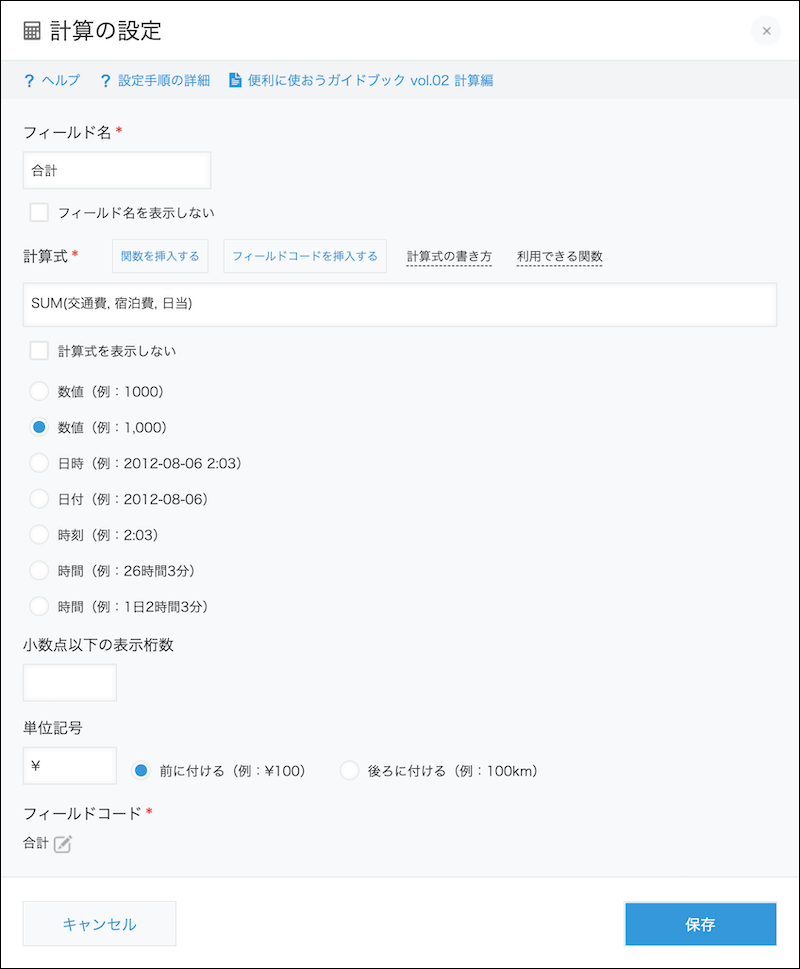 計算の設定
? ヘルプ ? 設定手順の詳細 便利に使おうガイドブック vol.02 計算編
フィールド名 *
合計
フィールド名を表示しない
計算式 * 関数を挿入する フィールドコードを挿入する 計算式の書き方 利用できる関数
SUM(交通費, 宿泊費, 日当)
計算式を表示しない
数値（例：1000）
数値（例：1,000）
日時（例：2012-08-06 2:03）
日付（例：2012-08-06）
時刻（例：2:03）
時間（例：26時間3分）
時間（例：1日2時間3分）
小数点以下の表示桁数
単位記号
¥ 前に付ける（例：¥100） 後ろに付ける（例：100km）
フィールドコード *
合計
キャンセル 保存